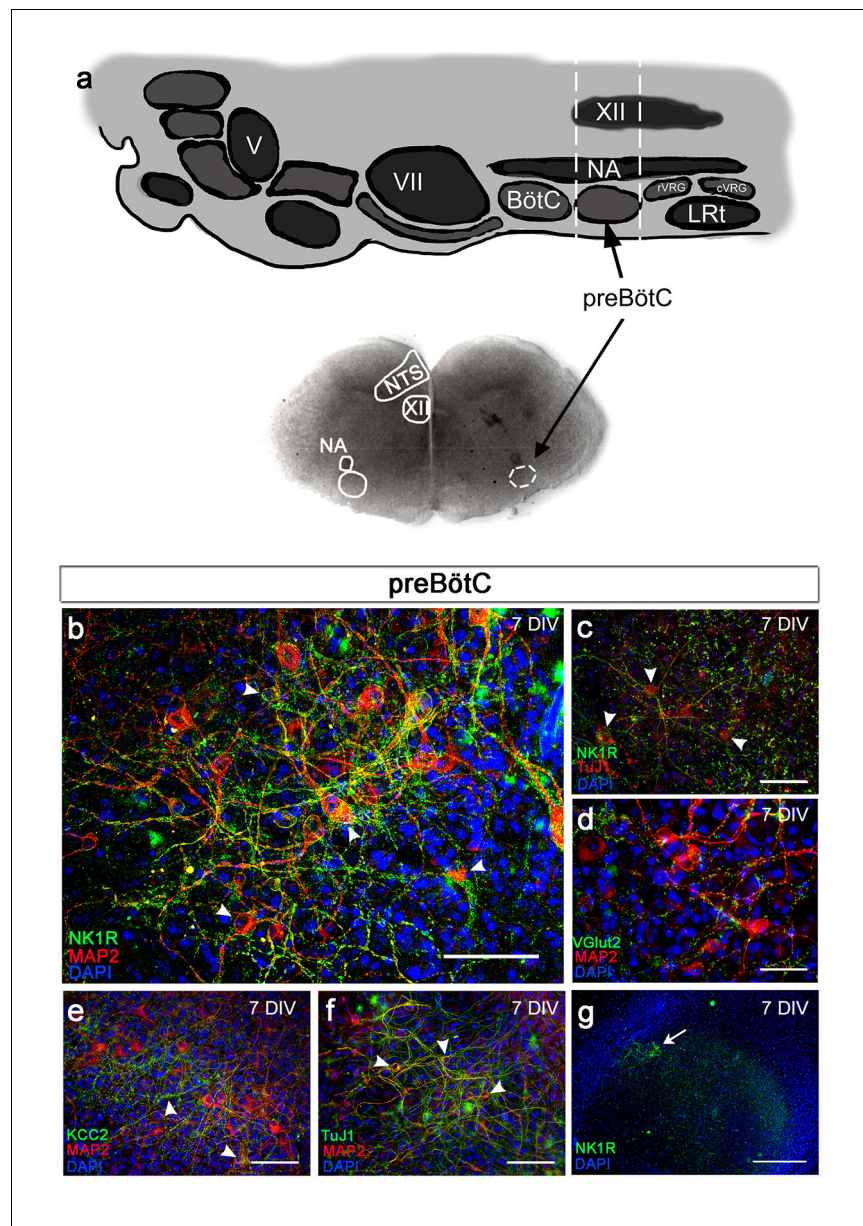 a
V
VII
XII
NA
BötC
rVRG
cVRG
LRt
preBötC
NTS
XII
NA
preBötC
b
7 DIV
NK1R
MAP2
DAPI
c
7 DIV
NK1R
TuJ1
DAPI
d
7 DIV
VGlut2
MAP2
DAPI
e
7 DIV
KCC2
MAP2
DAPI
f
7 DIV
TuJ1
MAP2
DAPI
g
7 DIV
NK1R
DAPI